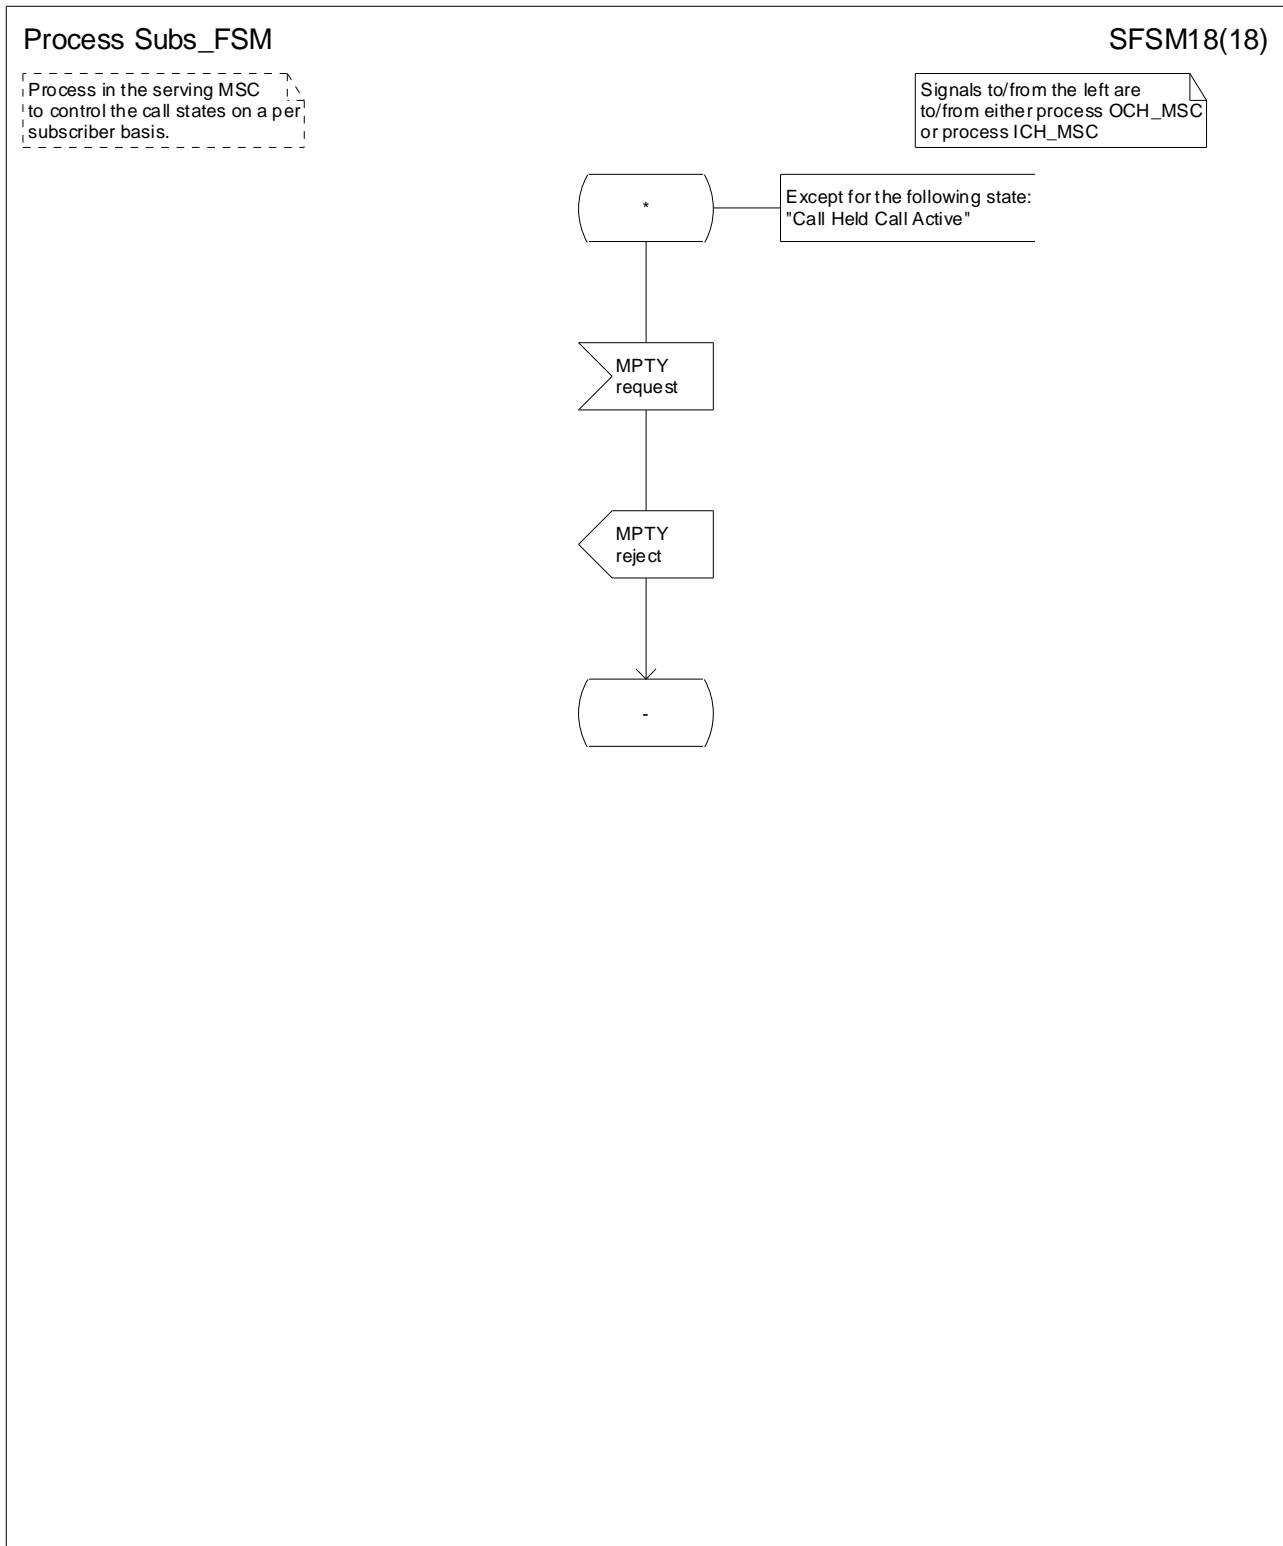 Process Subs_FSM
SFSM18(18)
Process in the serving MSC
to control the call states on a per
subscriber basis.
Signals to/from the left are
to/from either process OCH_MSC
or process ICH_MSC
*
Except for the following state:
"Call Held Call Active"
MPTY
request
MPTY
reject
-